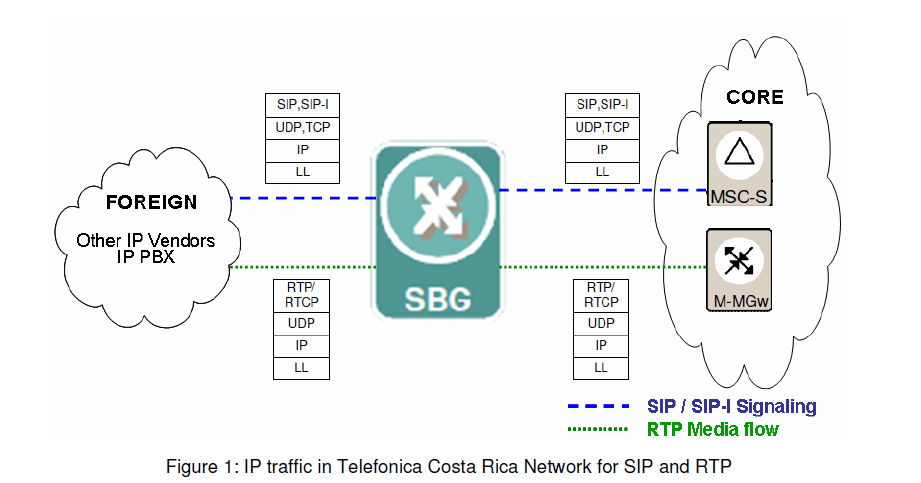 SIP,SIP-I
UDP,TCP
IP
LL
SIP,SIP-I
UDP,TCP
IP
LL
CORE
MSC-S
FOREIGN
Other IP Vendors
IP PBX
SBG
M-MGw
RTP/
RTCP
UDP
IP
LL
RTP/
RTCP
UDP
IP
LL
SIP / SIP-I Signaling
RTP Media flow
Figure 1: IP traffic in Telefonica Costa Rica Network for SIP and RTP